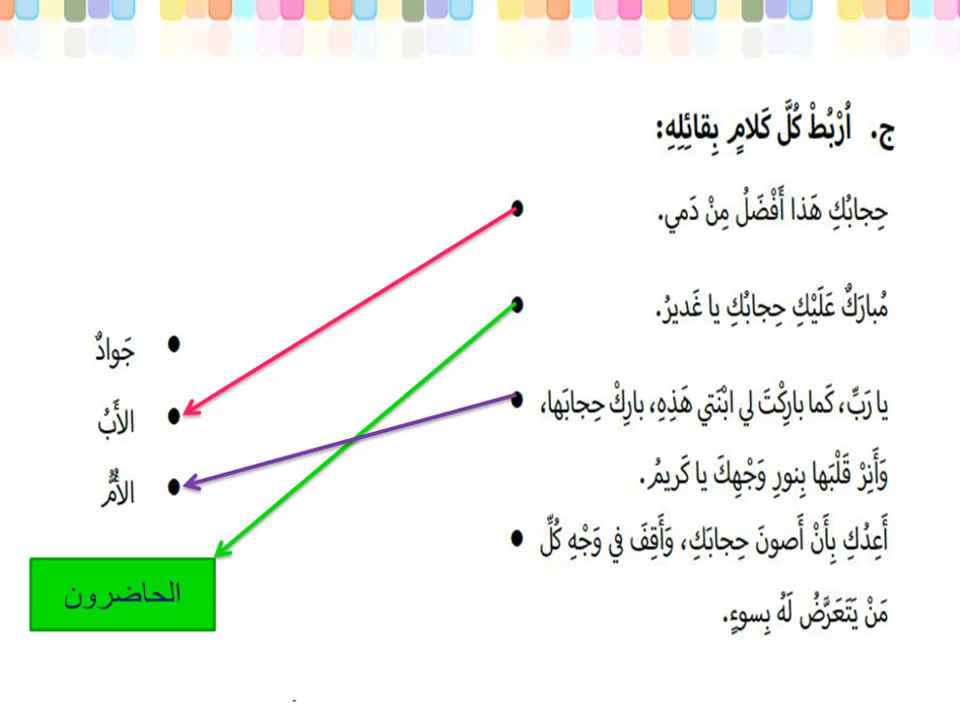 ج. اُرْبُطْ كُلَّ كَلامٍ بِقائِلِهِ:
حِجابُكِ هَذا أَفْضَلُ مِنْ دَمي.
مُبارَكٌ عَلَيْكِ حِجابُكِ يا غَديرُ.
يا رَبِّ، كَما بارِكْتَ لي ابْنَتي هَذِهِ، بارِكْ حِجابَها،
وَأَنِرْ قَلْبَها بِنورِ وَجْهِكَ يا كَريمُ.
أَعِدُكِ بِأَنْ أَصونَ حِجابَكِ، وَأَقِفَ في وَجْهِ كُلِّ
مَنْ يَتَعَرَّضُ لَهُ بِسوءٍ.
جَوادٌ
الأَبُ
الأُمُّ
الحاضرون